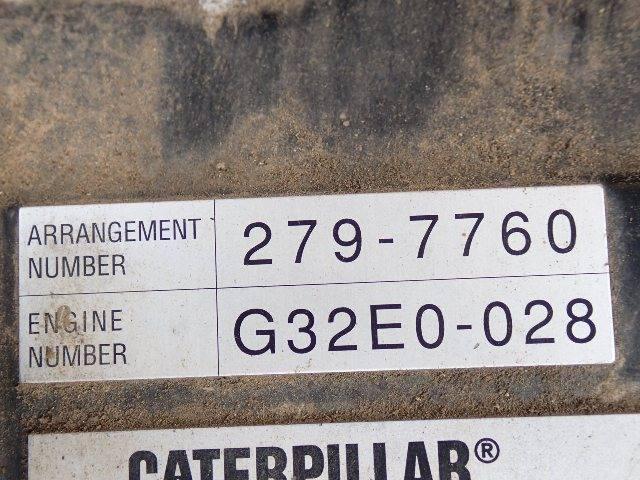 ARRANGEMENT
NUMBER
279-7760
ENGINE
NUMBER
G32E0-028
CATERPILLAR®